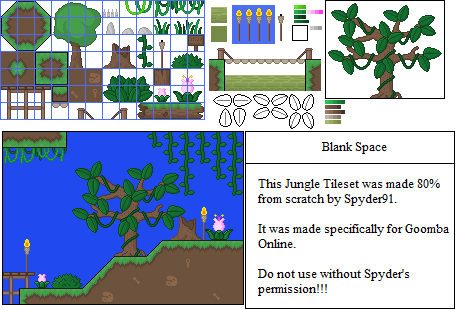 Blank Space
This Jungle Tileset was made 80%
from scratch by Spyder91.
It was made specifically for Goomba
Online.
Do not use without Spyder's
permission!!!